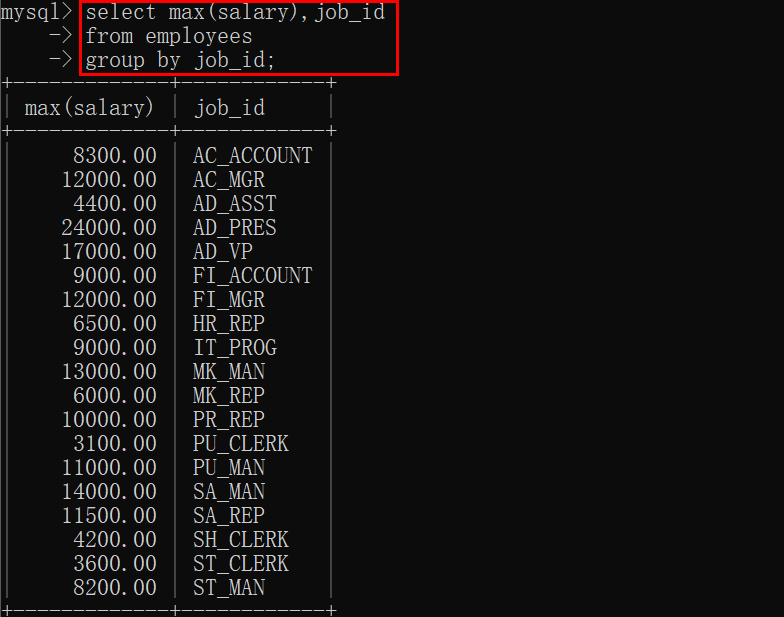 mysql> select max(salary),job_id
-> from employees
-> group by job_id;
+-------------+------------+
| max(salary) | job_id     |
+-------------+------------+
|     8300.00 | AC_ACCOUNT |
|    12000.00 | AC_MGR     |
|     4400.00 | AD_ASST    |
|    24000.00 | AD_PRES    |
|    17000.00 | AD_VP      |
|     9000.00 | FI_ACCOUNT |
|    12000.00 | FI_MGR     |
|     6500.00 | HR_REP     |
|     9000.00 | IT_PROG    |
|    13000.00 | MK_MAN     |
|     6000.00 | MK_REP     |
|    10000.00 | PR_REP     |
|     3100.00 | PU_CLERK   |
|    11000.00 | PU_MAN     |
|    14000.00 | SA_MAN     |
|    11500.00 | SA_REP     |
|     4200.00 | SH_CLERK   |
|     3600.00 | ST_CLERK   |
|     8200.00 | ST_MAN     |
+-------------+------------+